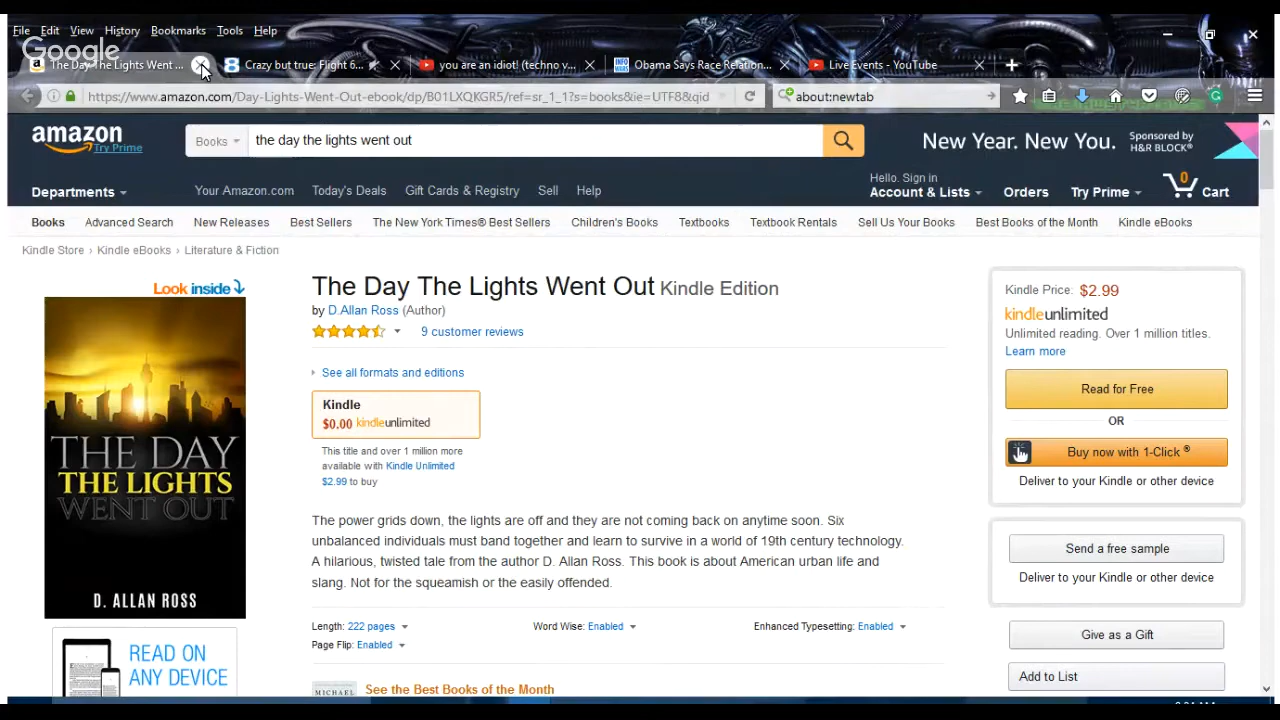 File Edit View History Bookmarks Tools Help
Google
The Day The Lights Went ... Crazy but true: Flight 6... you are an idiot! (techno v... INFO WARS Obama Says Race Relation... Live Events - YouTube
https://www.amazon.com/Day-Lights-Went-Out-ebook/dp/B01LXQKGR5/ref=sr_1_1?s=books&ie=UTF8&qid about:newtab
amazon Try Prime Books the day the lights went out New Year. New You. Sponsored by H&R BLOCK®
Hello. Sign in 0
Departments Your Amazon.com Today's Deals Gift Cards & Registry Sell Help Account & Lists Orders Try Prime Cart
Books Advanced Search New Releases Best Sellers The New York Times® Best Sellers Children's Books Textbooks Textbook Rentals Sell Us Your Books Best Books of the Month Kindle eBooks
Kindle Store › Kindle eBooks › Literature & Fiction
Look inside
The Day The Lights Went Out Kindle Edition
by D.Allan Ross (Author)
9 customer reviews
See all formats and editions
Kindle
$0.00 kindleunlimited
This title and over 1 million more
available with Kindle Unlimited
$2.99 to buy
The power grids down, the lights are off and they are not coming back on anytime soon. Six
unbalanced individuals must band together and learn to survive in a world of 19th century technology.
A hilarious, twisted tale from the author D. Allan Ross. This book is about American urban life and
slang. Not for the squeamish or the easily offended.
Length: 222 pages Word Wise: Enabled Enhanced Typesetting: Enabled
Page Flip: Enabled
MICHAEL See the Best Books of the Month
THE DAY
THE LIGHTS
WENT OUT
D. ALLAN ROSS
READ ON
ANY DEVICE
Kindle Price: $2.99
kindleunlimited
Unlimited reading. Over 1 million titles.
Learn more
Read for Free
OR
Buy now with 1-Click ®
Deliver to your Kindle or other device
Send a free sample
Deliver to your Kindle or other device
Give as a Gift
Add to List